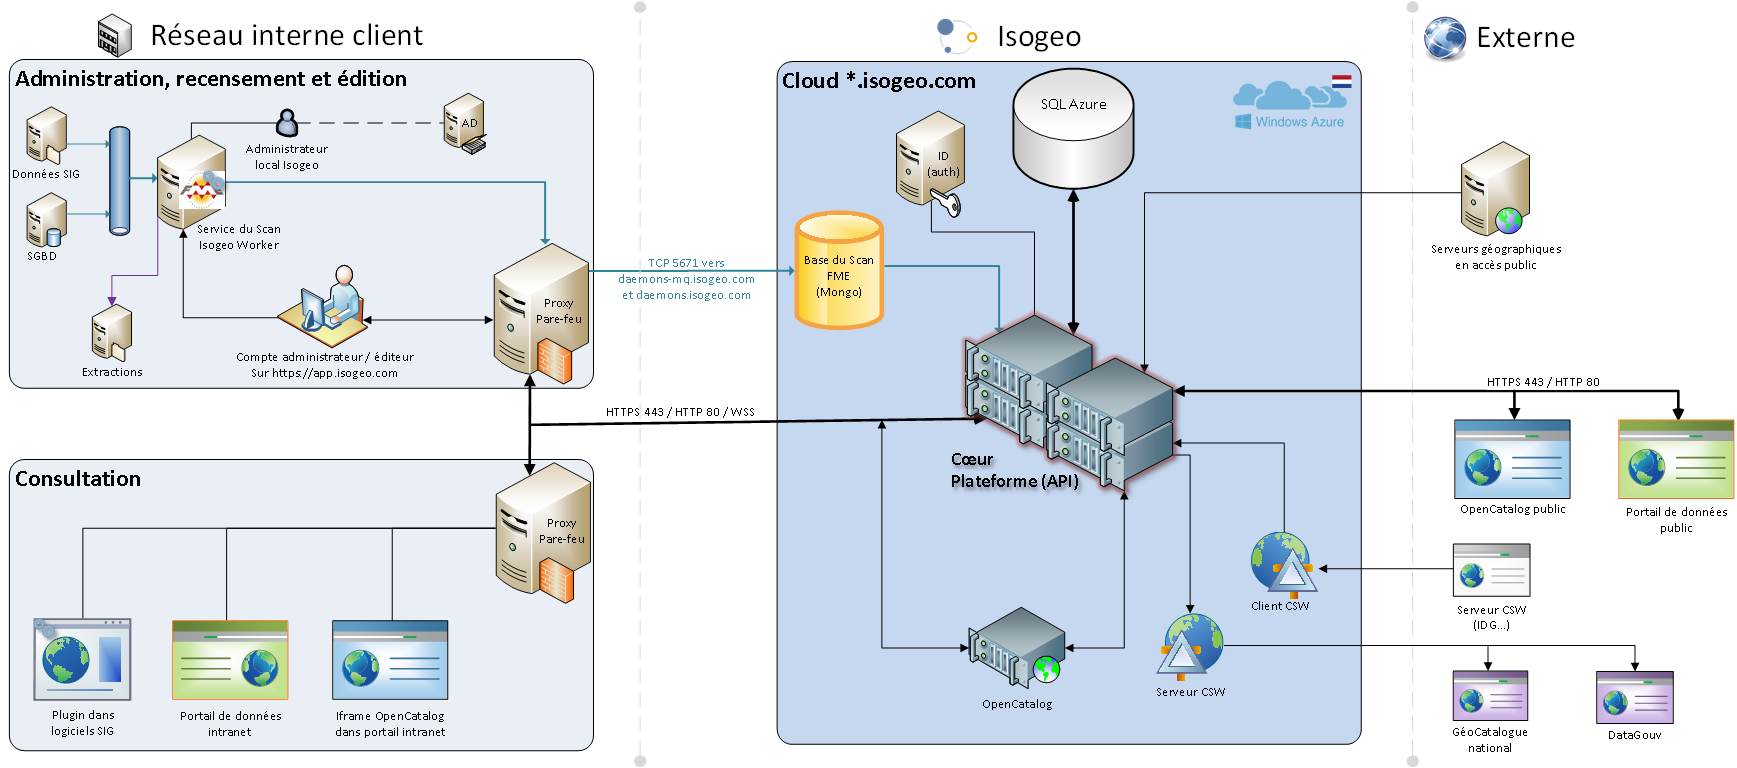 Réseau interne client
Isogeo
Externe
Administration, recensement et édition
Données SIG
SGBD
Service du Scan
Isogeo Worker
Administrateur
local Isogeo
AD
Extractions
Compte administrateur / éditeur
Sur https://app.isogeo.com
Proxy
Pare-feu
TCP 5671 vers
daemons-mq.isogeo.com
et daemons.isogeo.com
HTTPS 443 / HTTP 80 / WSS
Consultation
Proxy
Pare-feu
Plugin dans
logiciels SIG
Portail de données
intranet
Iframe OpenCatalog
dans portail intranet
Cloud *.isogeo.com
SQL Azure
Windows Azure
ID
(auth)
Base du Scan
FME
(Mongo)
Cœur
Plateforme (API)
OpenCatalog
Client CSW
Serveur CSW
Serveurs géographiques
en accès public
HTTPS 443 / HTTP 80
OpenCatalog public
Portail de données
public
Serveur CSW
(IDG...)
GéoCatalogue
national
DataGouv